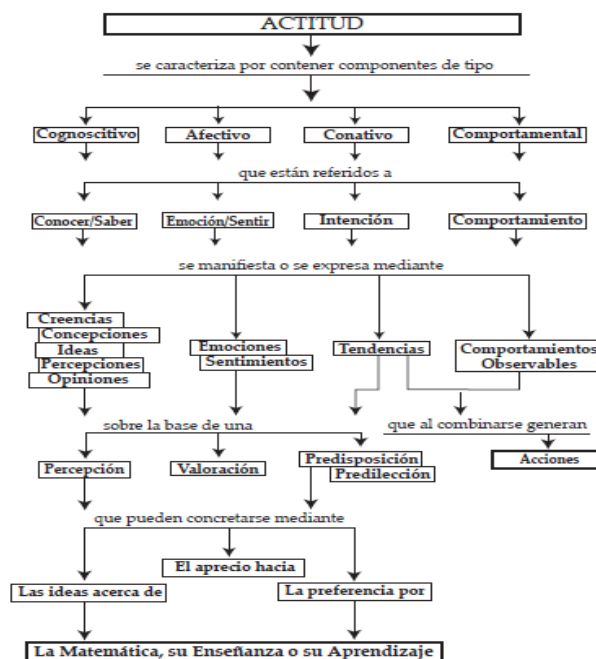 ACTITUD
se caracteriza por contener componentes de tipo
Cognoscitivo Afectivo Conativo Comportamental
que están referidos a
Conocer/Saber Emoción/Sentir Intención Comportamiento
se manifiesta o se expresa mediante
Creencias
Concepciones
Ideas
Percepciones
Opiniones
Emociones
Sentimientos
Tendencias
Comportamientos
Observables
sobre la base de una
que al combinarse generan
Percepción Valoración
Predisposición
Predilección
Acciones
que pueden concretarse mediante
El aprecio hacia
Las ideas acerca de La preferencia por
La Matemática, su Enseñanza o su Aprendizaje